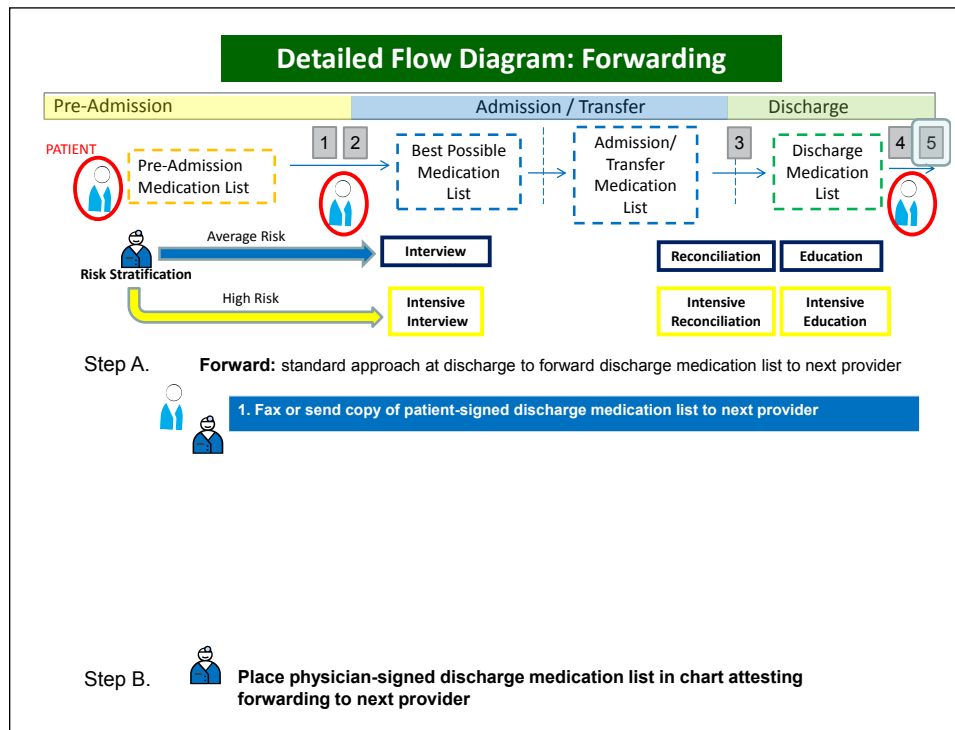 Detailed Flow Diagram: Forwarding
Pre-Admission
Admission / Transfer
Discharge
PATIENT
Pre-Admission
Medication List
1
2
Best Possible
Medication
List
Admission/
Transfer
Medication
List
3
Discharge
Medication
List
4
5
Average Risk
Interview
Reconciliation
Education
Risk Stratification
High Risk
Intensive
Interview
Intensive
Reconciliation
Intensive
Education
Step A.
Forward: standard approach at discharge to forward discharge medication list to next provider
1. Fax or send copy of patient-signed discharge medication list to next provider
Step B.
Place physician-signed discharge medication list in chart attesting
forwarding to next provider